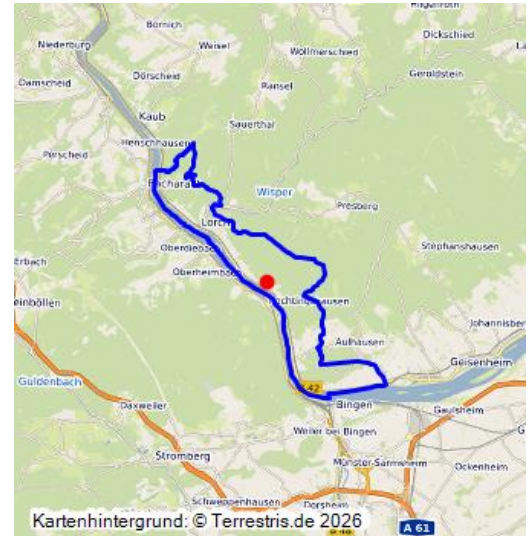 Bornich
Dickschied
Niederburg
Weisel
Wollmerschied
Geroldstein
Damscheid
Dörscheid
Ransel
Kaub
Sauerthal
Henschhausen
Perscheid
Bacharach
Wisper
Presberg
Lorch
Oberdiebach
Stephanshausen
Erbach
Oberheimbach
Aulhausen
Johannisber
Geisenheim
Guldenbach
42
Bingen
Gaulsheim
Daxweiler
Weiler bei Bingen
Stromberg
Münster-Sarmsheim
Ockenheim
Schweppenhausen
Dorsheim
Kartenhintergrund: © Terrestris.de 2026
A 61